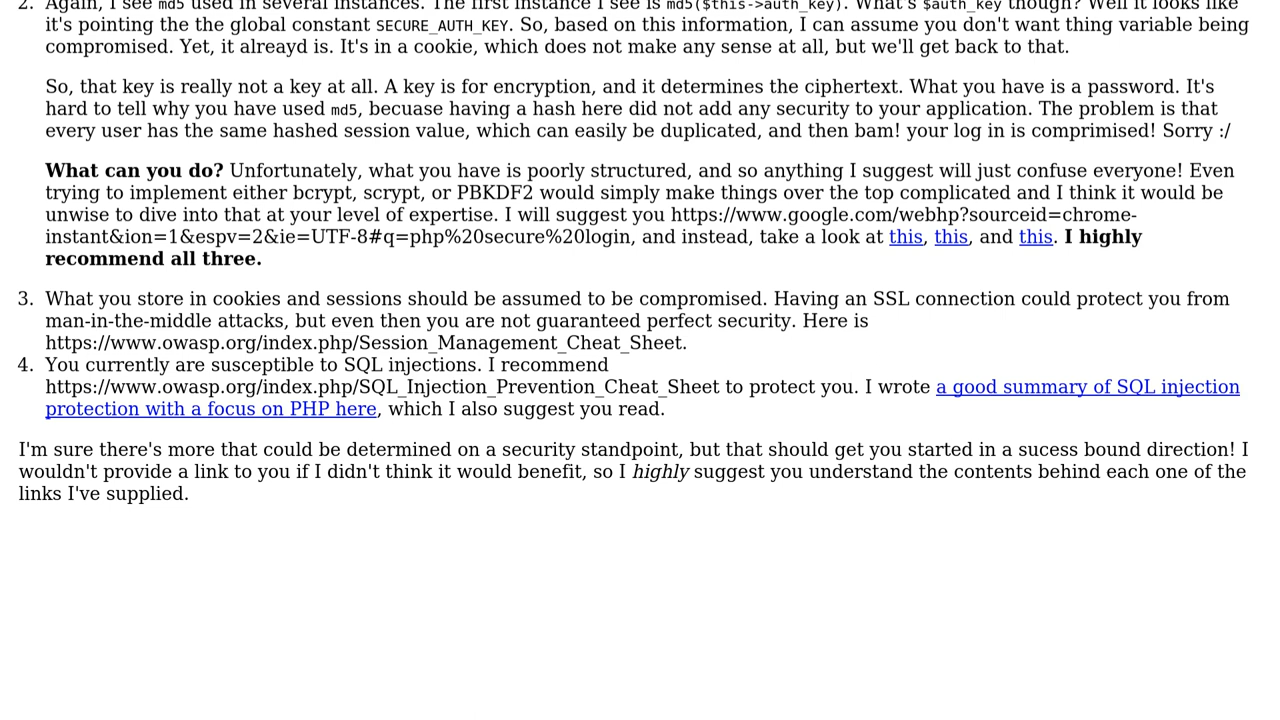 2. Again, I see md5 used in several instances. The first instance I see is md5($this->auth_key). What's $auth_key though? Well it looks like
it's pointing the the global constant SECURE_AUTH_KEY. So, based on this information, I can assume you don't want thing variable being
compromised. Yet, it alreayd is. It's in a cookie, which does not make any sense at all, but we'll get back to that.
So, that key is really not a key at all. A key is for encryption, and it determines the ciphertext. What you have is a password. It's
hard to tell why you have used md5, becuase having a hash here did not add any security to your application. The problem is that
every user has the same hashed session value, which can easily be duplicated, and then bam! your log in is comprimised! Sorry :/
What can you do? Unfortunately, what you have is poorly structured, and so anything I suggest will just confuse everyone! Even
trying to implement either bcrypt, scrypt, or PBKDF2 would simply make things over the top complicated and I think it would be
unwise to dive into that at your level of expertise. I will suggest you https://www.google.com/webhp?sourceid=chrome-
instant&ion=1&espv=2&ie=UTF-8#q=php%20secure%20login, and instead, take a look at this, this, and this. I highly
recommend all three.
3. What you store in cookies and sessions should be assumed to be compromised. Having an SSL connection could protect you from
man-in-the-middle attacks, but even then you are not guaranteed perfect security. Here is
https://www.owasp.org/index.php/Session_Management_Cheat_Sheet.
4. You currently are susceptible to SQL injections. I recommend
https://www.owasp.org/index.php/SQL_Injection_Prevention_Cheat_Sheet to protect you. I wrote a good summary of SQL injection
protection with a focus on PHP here, which I also suggest you read.
I'm sure there's more that could be determined on a security standpoint, but that should get you started in a sucess bound direction! I
wouldn't provide a link to you if I didn't think it would benefit, so I highly suggest you understand the contents behind each one of the
links I've supplied.